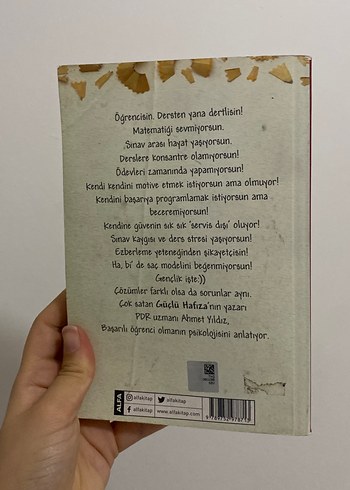 Öğrencisin. Dersten yana dertlisin!
Matematiği sevmiyorsun.
Sınav arası hayat yaşıyorsun.
Derslere konsantre olamıyorsun!
Ödevleri zamanında yapamıyorsun!
Kendi kendini motive etmek istiyorsun ama olmuyor!
Kendini başarıya programlamak istiyorsun ama
beceremiyorsun!
Kendine güvenin sık sık 'servis dışı' oluyor!
Sınav kaygısı ve ders stresi yaşıyorsun!
Ezberleme yeteneğinden şikayetçisin!
Ha, bi' de saç modelini beğenmiyorsun!
Gençlik işte:))
Çözümler farklı olsa da sorunlar aynı.
Çok satan Güçlü Hafıza'nın yazarı
PDR uzmanı Ahmet Yıldız,
Başarılı öğrenci olmanın psikolojisini anlatıyor.
ALFA
alfakitap alfakitap
alfakitap www.alfakitap.com